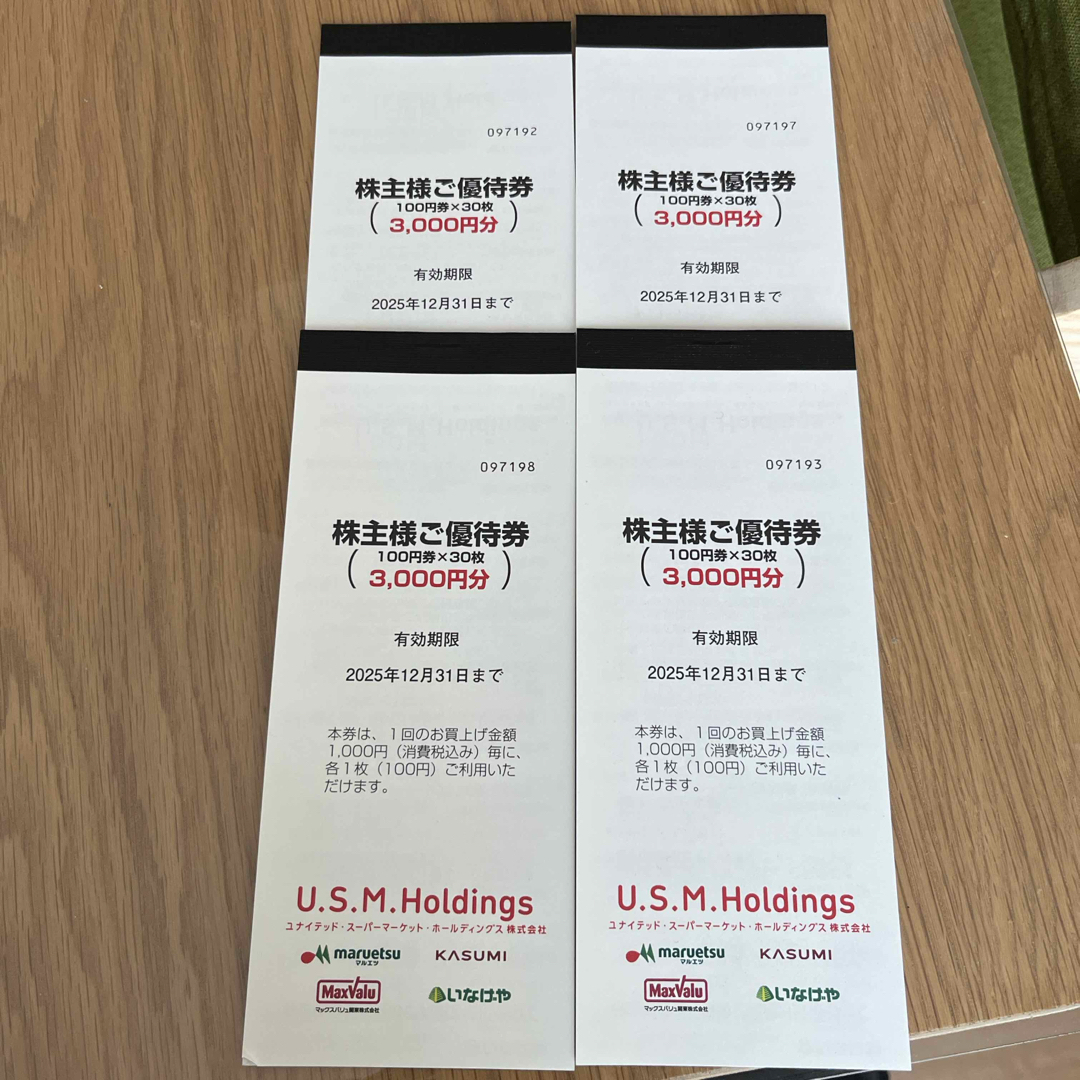 097192
株主様ご優待券
(100円券×30枚
3,000円分)
有効期限
2025年12月31日まで
097197
株主様ご優待券
(100円券×30枚
3,000円分)
有効期限
2025年12月31日まで
097198
株主様ご優待券
(100円券×30枚
3,000円分)
有効期限
2025年12月31日まで
本券は、1回のお買上げ金額
1,000円(消費税込み)毎に、
各1枚(100円)ご利用いた
だけます。
U.S.M.Holdings
ユナイテッド・スーパーマーケット・ホールディングス 株式会社
maruetsu
マルエツ
KASUMI
MaxValu
マックスバリュ関東株式会社
いなげや
097193
株主様ご優待券
(100円券×30枚
3,000円分)
有効期限
2025年12月31日まで
本券は、1回のお買上げ金額
1,000円(消費税込み)毎に、
各1枚(100円)ご利用いた
だけます。
U.S.M.Holdings
ユナイテッド・スーパーマーケット・ホールディングス 株式会社
maruetsu
マルエツ
KASUMI
MaxValu
マックスバリュ関東株式会社
いなげや